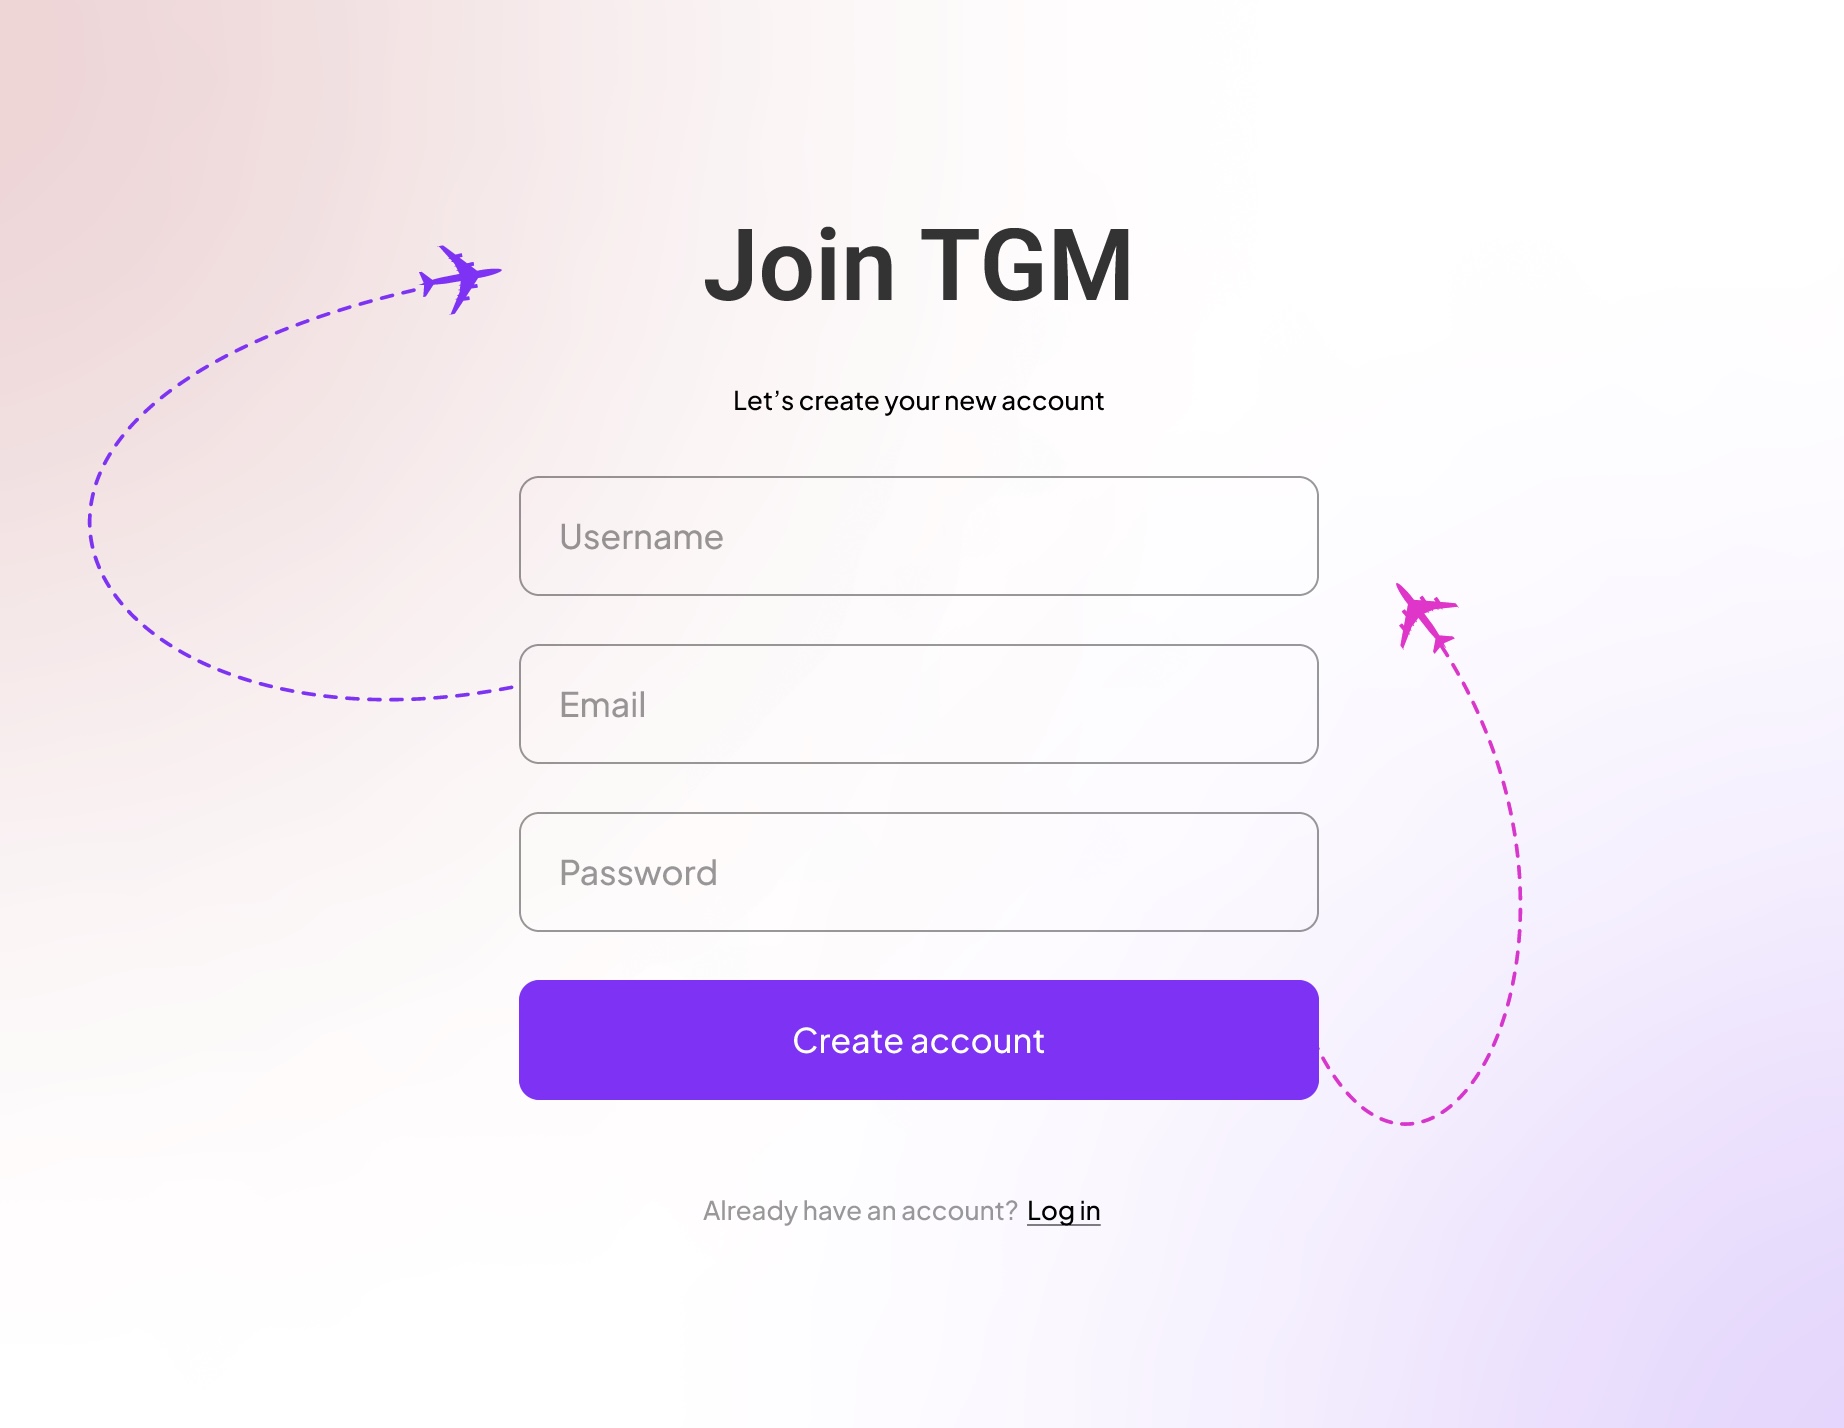 Join TGM
Let’s create your new account
Username
Email
Password
Create account
Already have an account? Log in